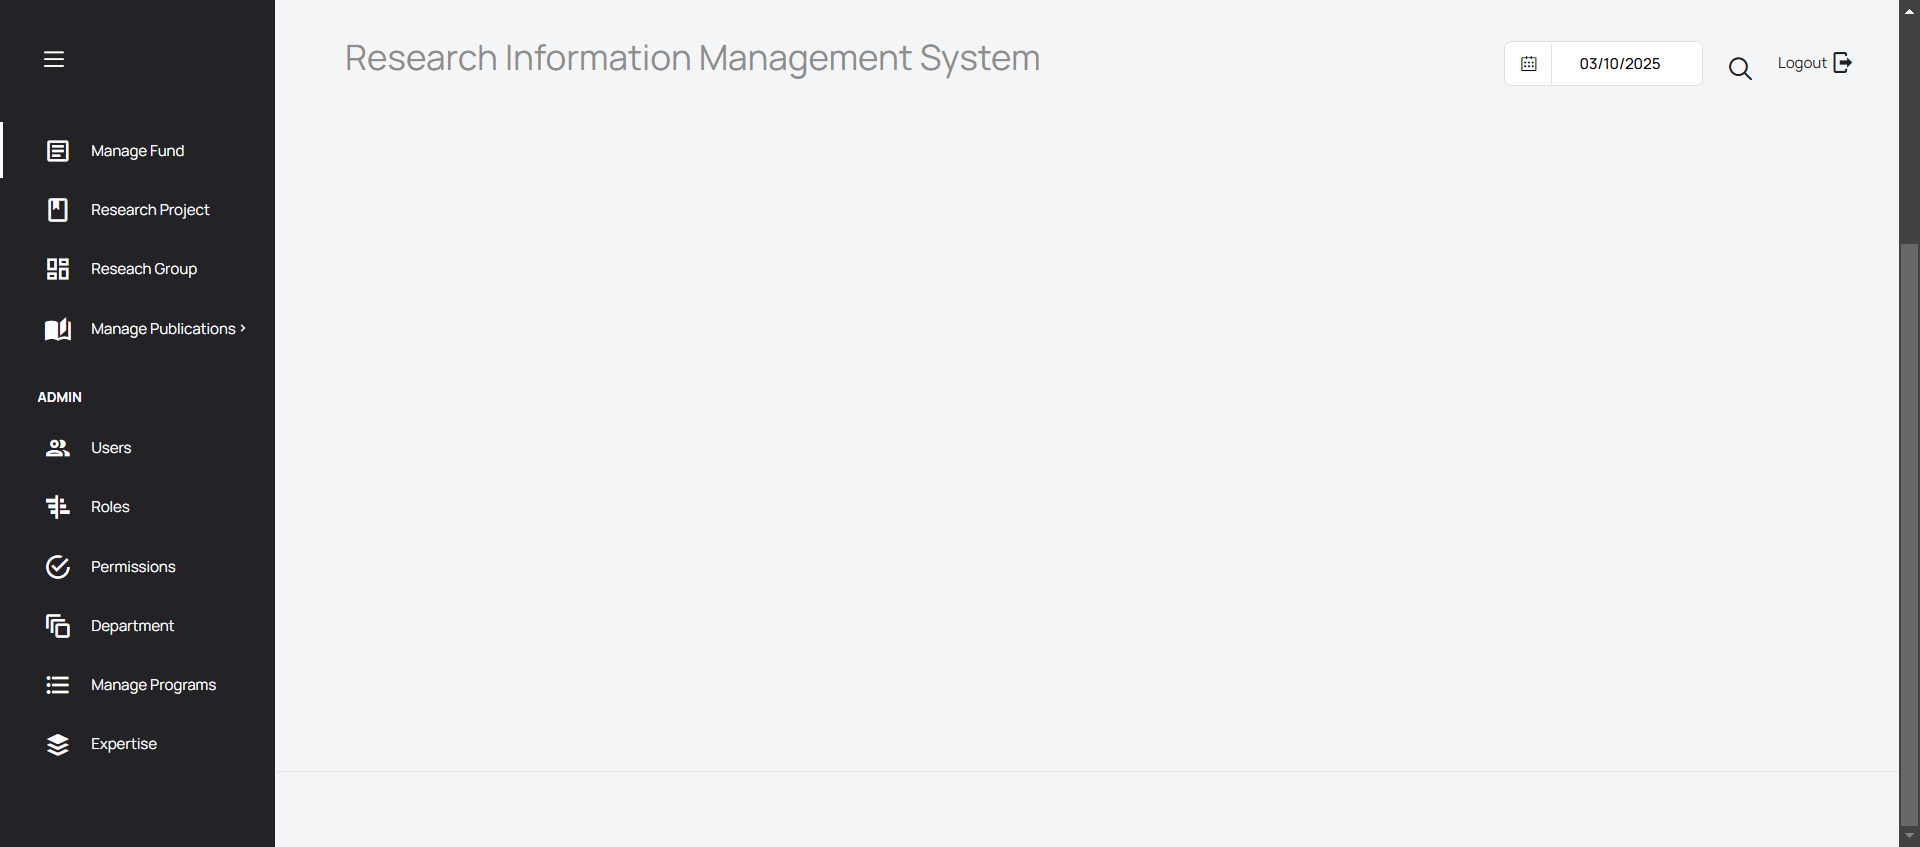 Research Information Management System
03/10/2025
Logout
Manage Fund
Research Project
Reseach Group
Manage Publications
ADMIN
Users
Roles
Permissions
Department
Manage Programs
Expertise